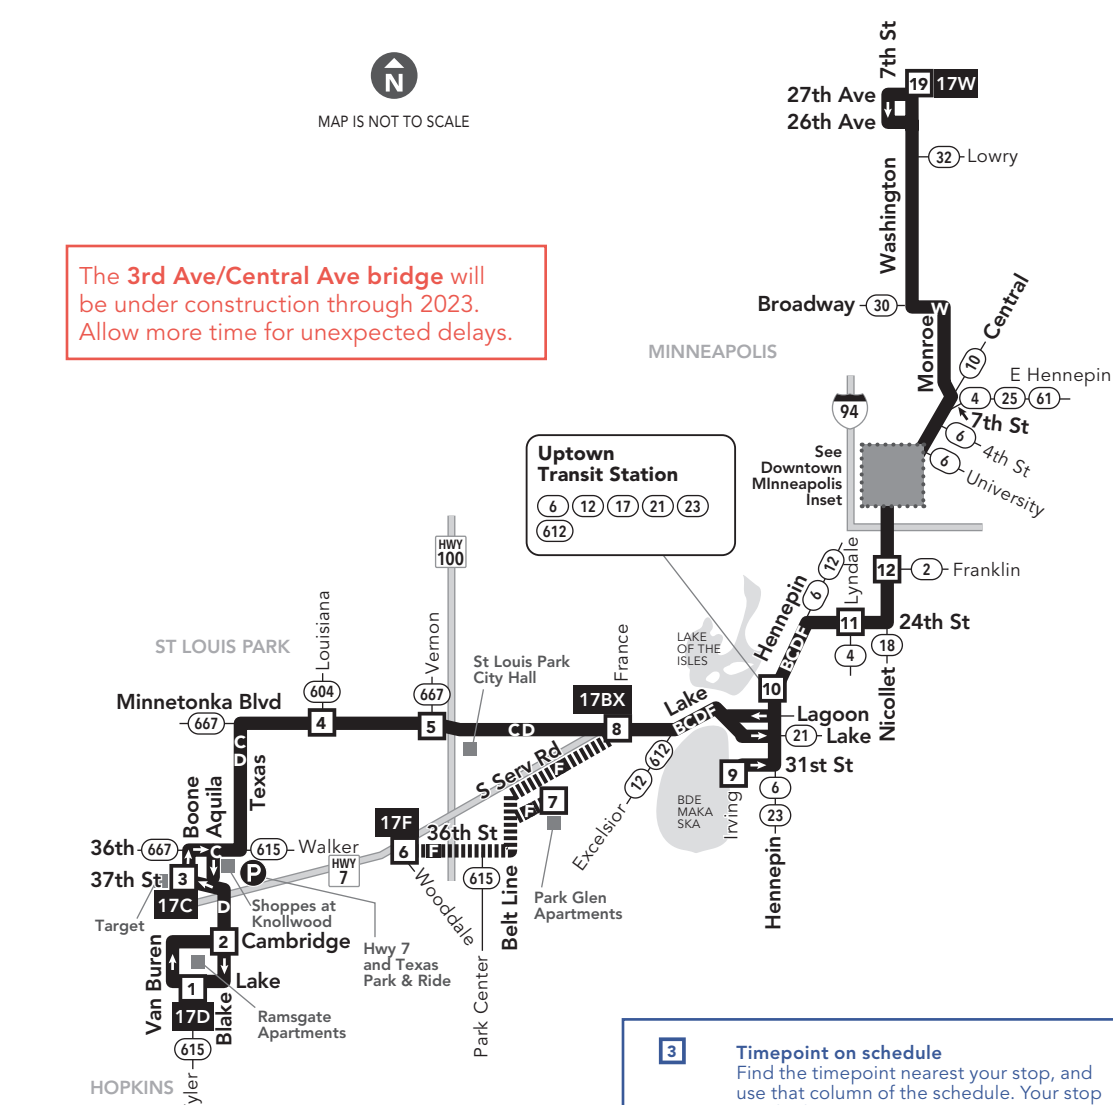 N
MAP IS NOT TO SCALE
7th St
19 17W
27th Ave
26th Ave
32 Lowry
Washington
The 3rd Ave/Central Ave bridge will
be under construction through 2023.
Allow more time for unexpected delays.
Broadway 30
W
Monroe
Central
10
MINNEAPOLIS
E Hennepin
4 25 61
7th St
6 4th St
6 University
94
See
Downtown
MInneapolis
Inset
Uptown
Transit Station
6 12 17 21 23
612
HWY
100
12 2 Franklin
Lyndale
12
6
Hennepin
BCDF
11 24th St
4
18
Nicollet
LAKE
OF THE
ISLES
10
ST LOUIS PARK
Louisiana
604
Vernon
667
St Louis Park
City Hall
France
17BX
Minnetonka Blvd
667
4
5
CD
8
Lake
BCDF
Lagoon
21 Lake
9 31st St
Irving
6
23
Hennepin
BDE
MAKA
SKA
612
12
Excelsior
C
D
Texas
Boone
Aquila
S Serv Rd
F
F
7
17F
6
36th St
F
36th 667 C 615 Walker
37th St
3
P
HWY
7
17C
Target
Shoppes at
Knollwood
D
615
Wooddale
Belt Line
Park Glen
Apartments
2 Cambridge
Hwy 7
and Texas
Park & Ride
Park Center
Van Buren
Lake
1
Blake
17D
Ramsgate
Apartments
615
yler
HOPKINS
3
Timepoint on schedule
Find the timepoint nearest your stop, and
use that column of the schedule. Your stop